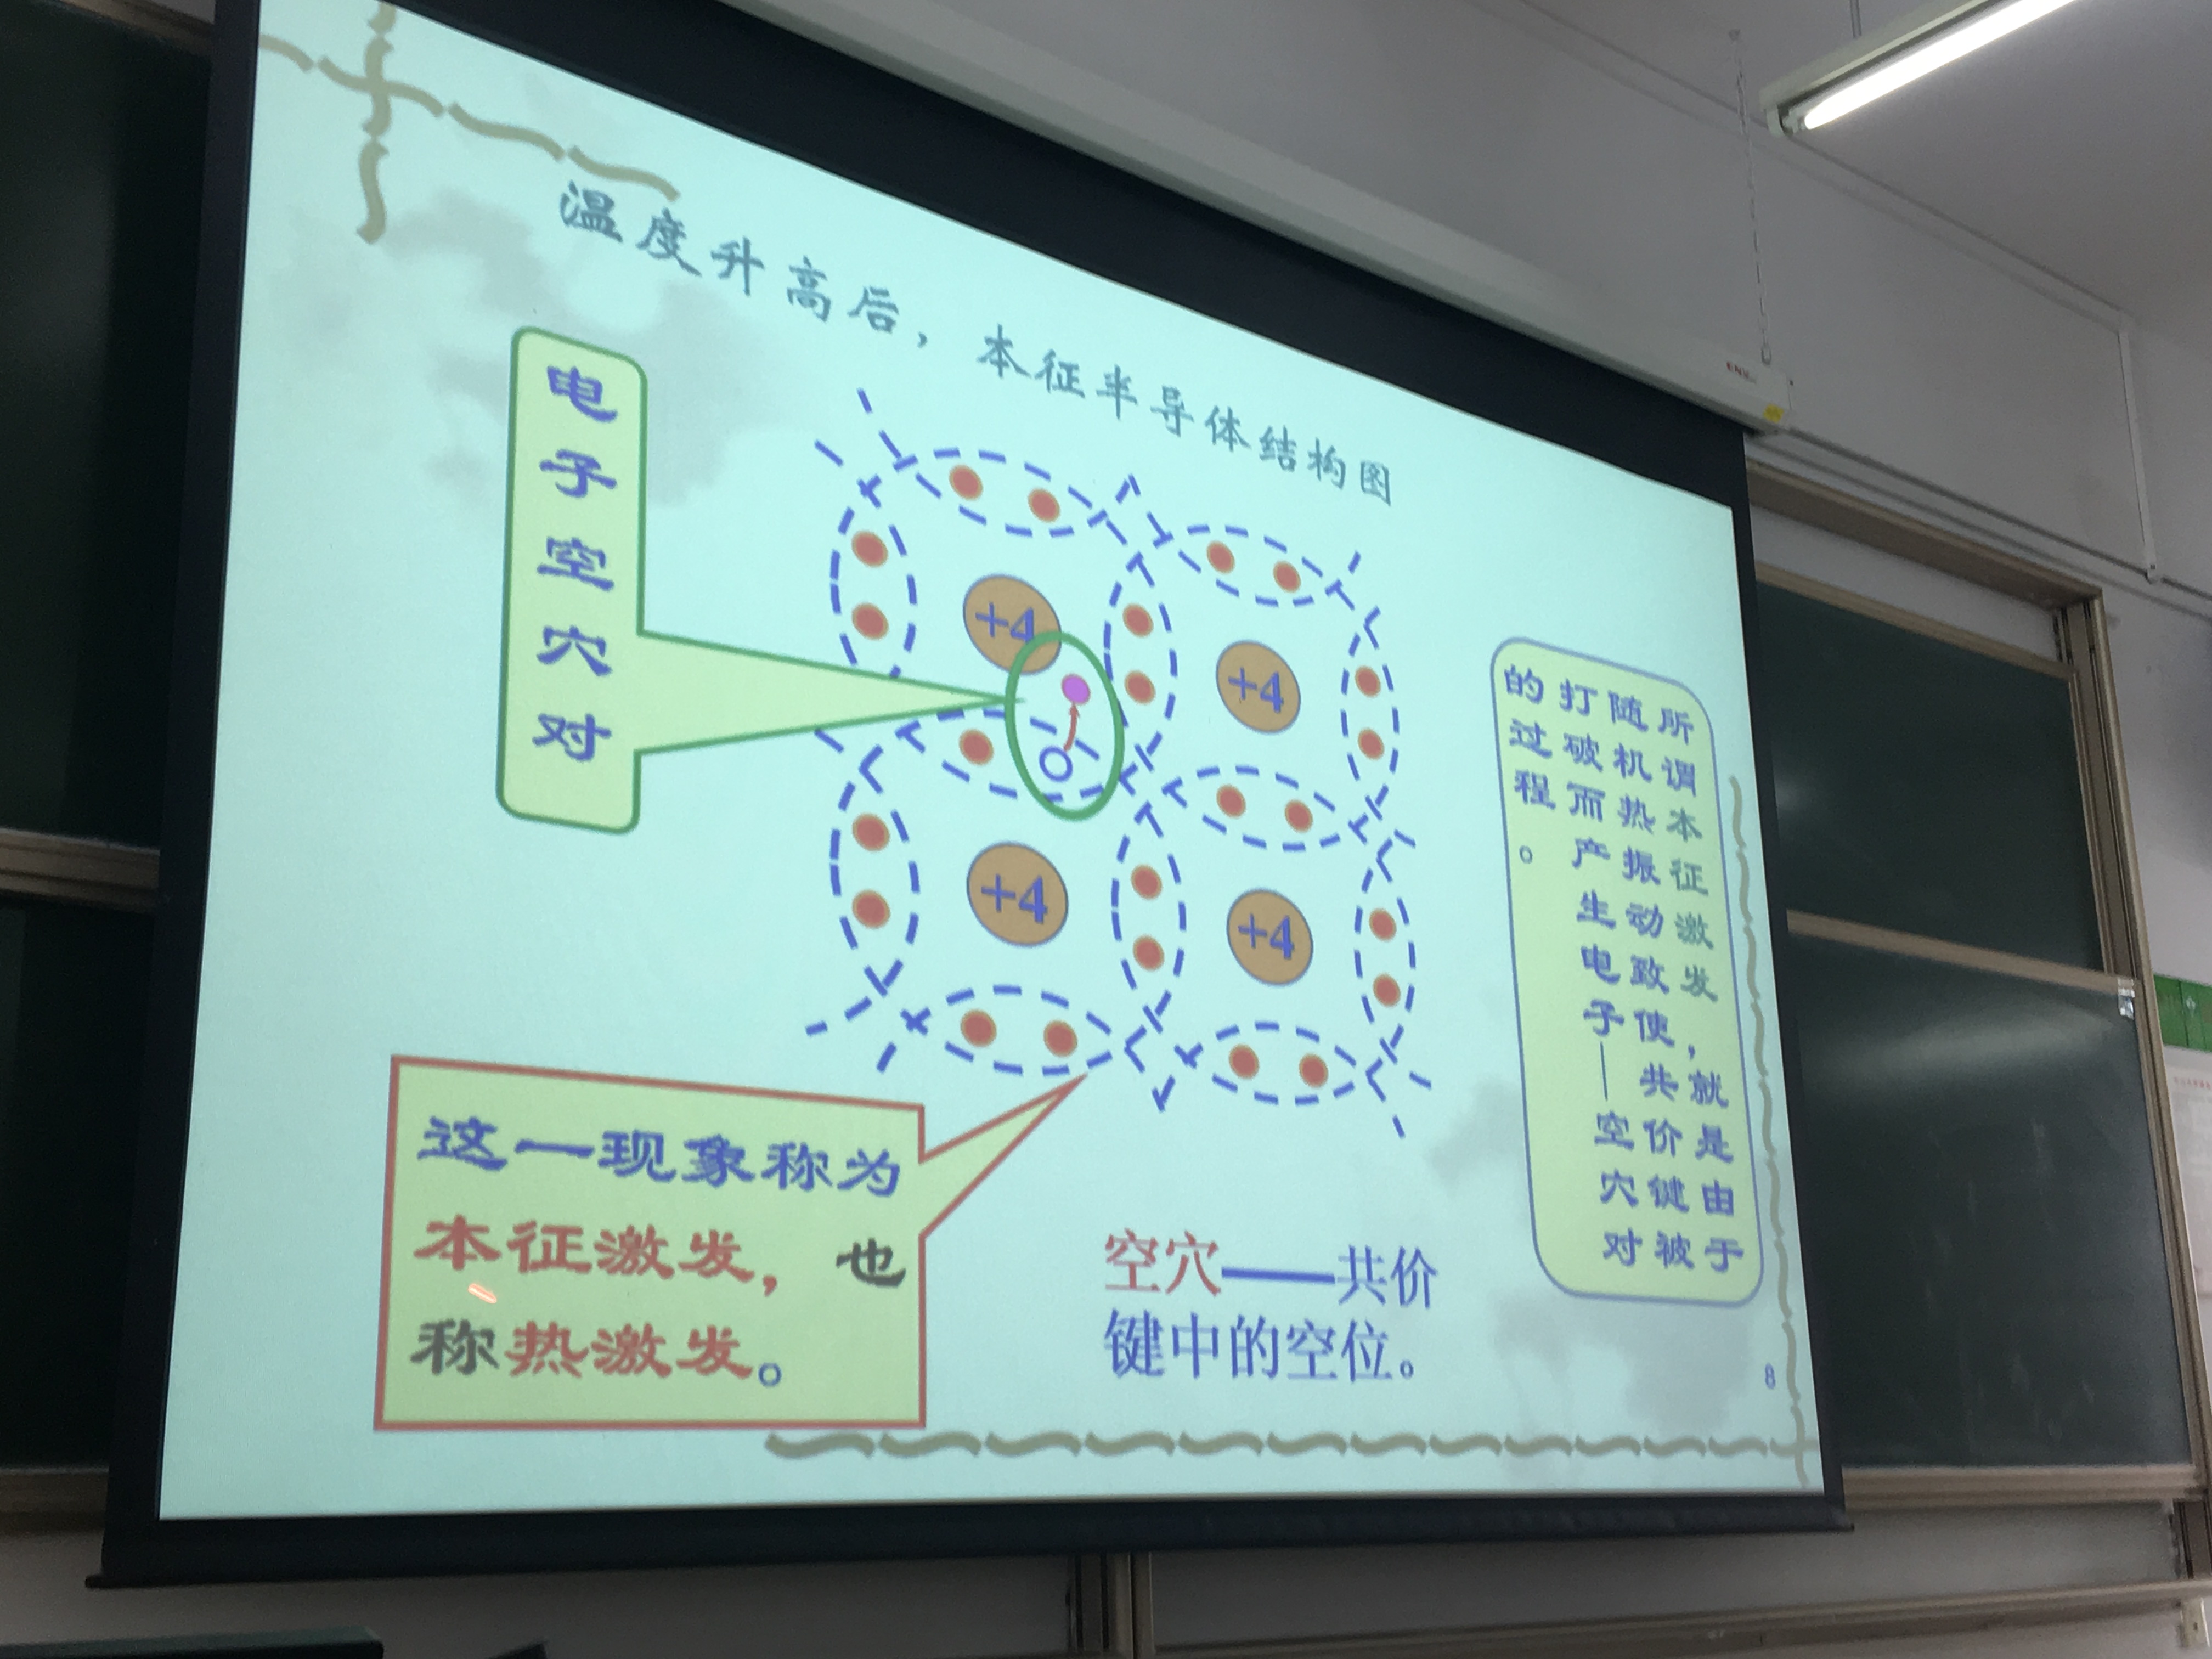 温度升高后，本征半导体结构图
电子空穴对
+4
+4
+4
+4
所谓本征激发，就是由于
随机热振动致使共价键被
打破而产生电子—空穴对
的过程。
这一现象称为
本征激发，也
称热激发。
空穴——共价
键中的空位。
8